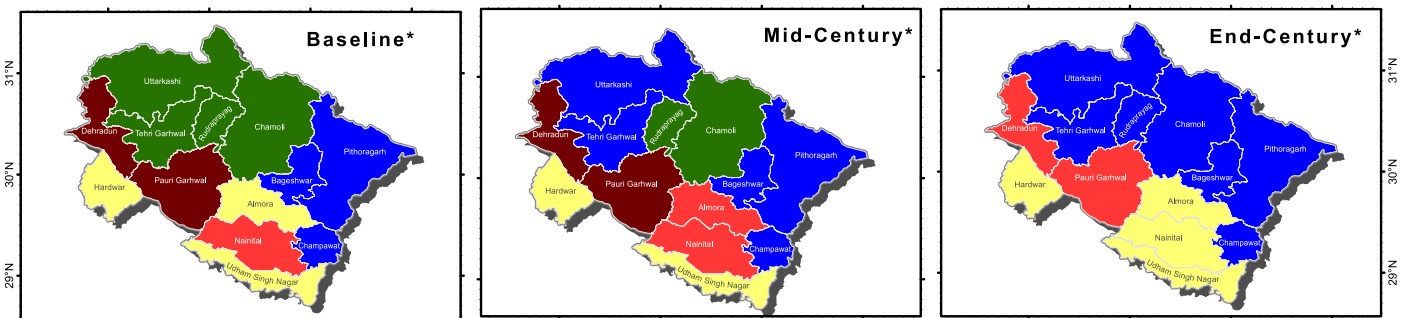 Baseline*
31°N
30°N
29°N
Uttarkashi
Dehradun
Tehri Garhwal
Rudraprayag
Chamoli
Pithoragarh
Hardwar
Pauri Garhwal
Bageshwar
Almora
Nainital
Champawat
Udham Singh Nagar
Mid-Century*
Uttarkashi
Dehradun
Tehri Garhwal
Rudraprayag
Chamoli
Pithoragarh
Hardwar
Pauri Garhwal
Bageshwar
Almora
Nainital
Champawat
Udham Singh Nagar
End-Century*
Uttarkashi
Dehradun
Tehri Garhwal
Rudraprayag
Chamoli
Pithoragarh
Hardwar
Pauri Garhwal
Bageshwar
Almora
Nainital
Champawat
Udham Singh Nagar
31°N
30°N
29°N